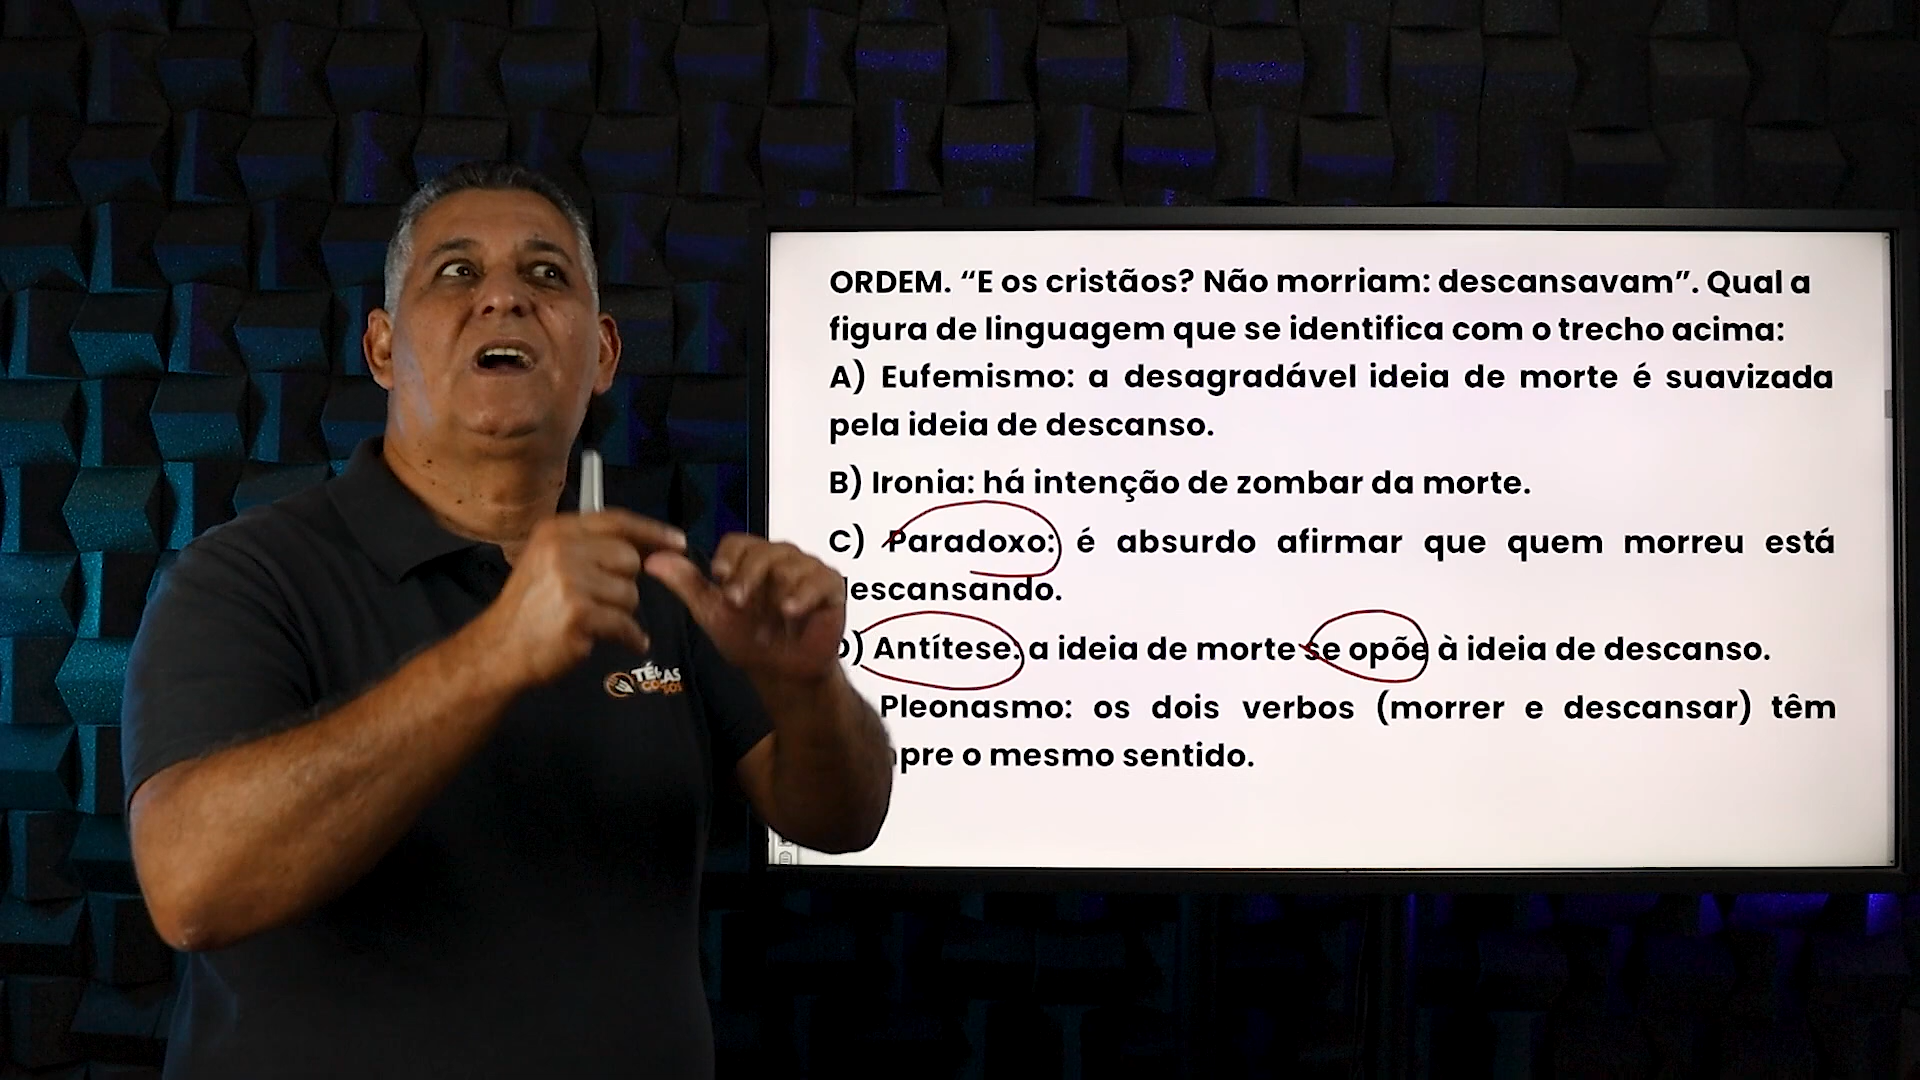 ORDEM. “E os cristãos? Não morriam: descansavam”. Qual a
figura de linguagem que se identifica com o trecho acima:
A) Eufemismo: a desagradável ideia de morte é suavizada
pela ideia de descanso.
B) Ironia: há intenção de zombar da morte.
C) Paradoxo: é absurdo afirmar que quem morreu está
escansando.
D) Antítese: a ideia de morte se opõe à ideia de descanso.
Pleonasmo: os dois verbos (morrer e descansar) têm
pre o mesmo sentido.